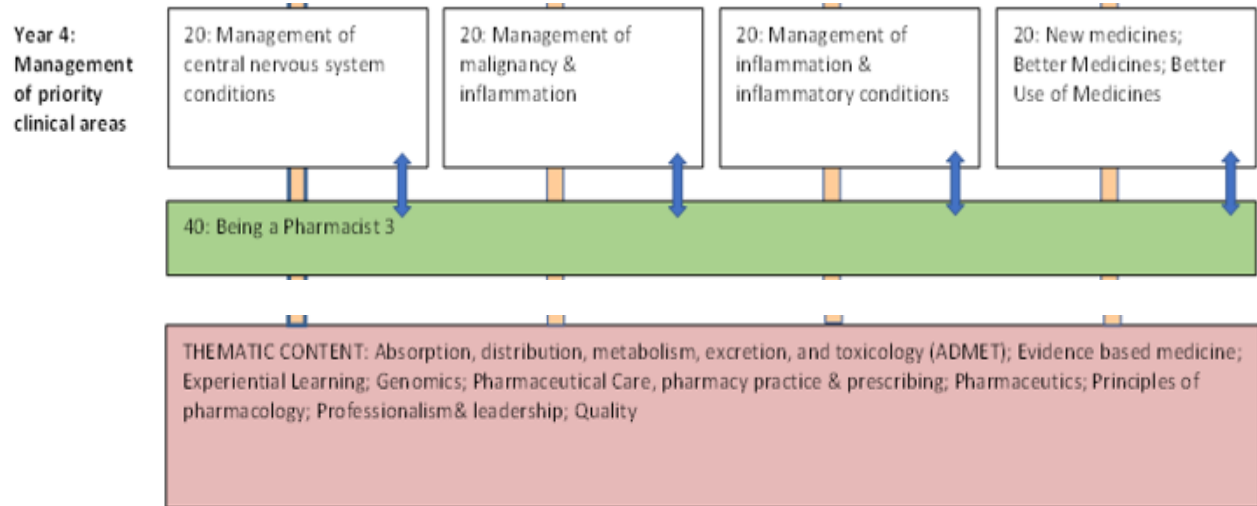 Year 4:
Management
of priority
clinical areas
20: Management of
central nervous system
conditions
20: Management of
malignancy &
inflammation
20: Management of
inflammation &
inflammatory conditions
20: New medicines;
Better Medicines; Better
Use of Medicines
40: Being a Pharmacist 3
THEMATIC CONTENT: Absorption, distribution, metabolism, excretion, and toxicology (ADMET); Evidence based medicine;
Experiential Learning; Genomics; Pharmaceutical Care, pharmacy practice & prescribing; Pharmaceutics; Principles of
pharmacology; Professionalism& leadership; Quality